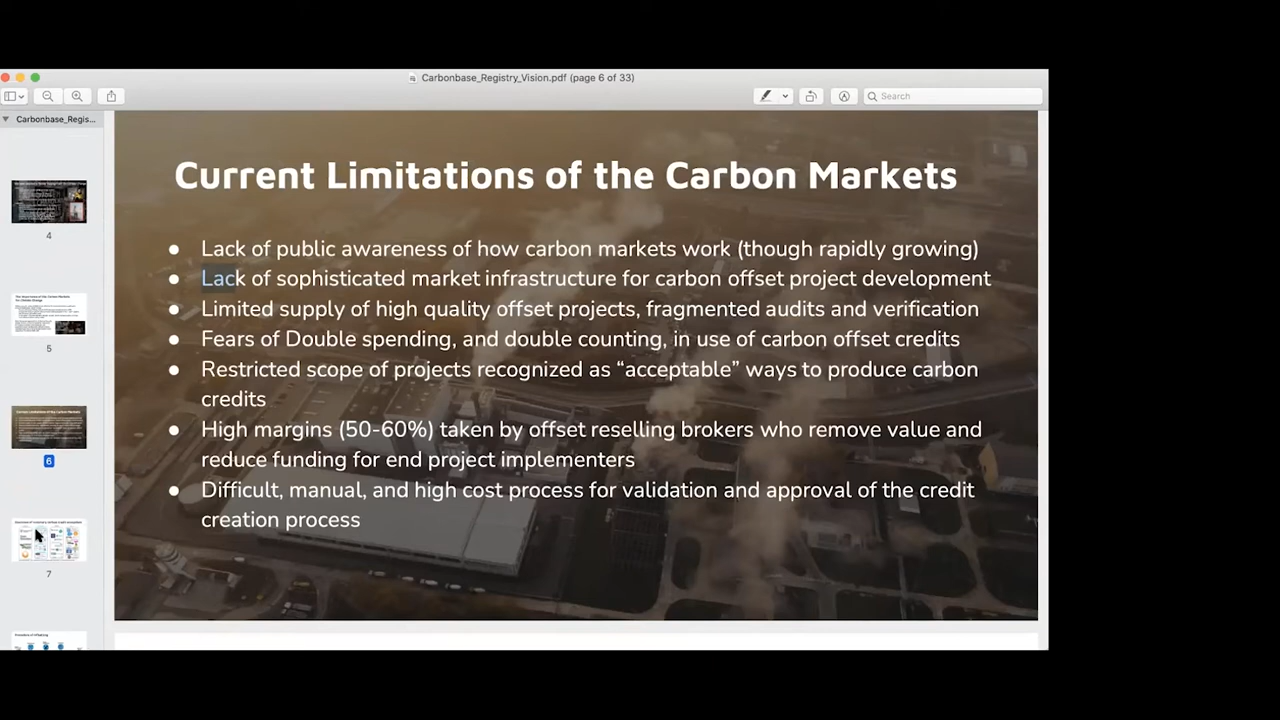 Carbonbase_Registry_Vision.pdf (page 6 of 33)
Search
Carbonbase_Regis...
Current Limitations of the Carbon Markets
● Lack of public awareness of how carbon markets work (though rapidly growing)
● Lack of sophisticated market infrastructure for carbon offset project development
● Limited supply of high quality offset projects, fragmented audits and verification
● Fears of Double spending, and double counting, in use of carbon offset credits
● Restricted scope of projects recognized as “acceptable” ways to produce carbon
credits
● High margins (50-60%) taken by offset reselling brokers who remove value and
reduce funding for end project implementers
● Difficult, manual, and high cost process for validation and approval of the credit
creation process
4
5
6
7